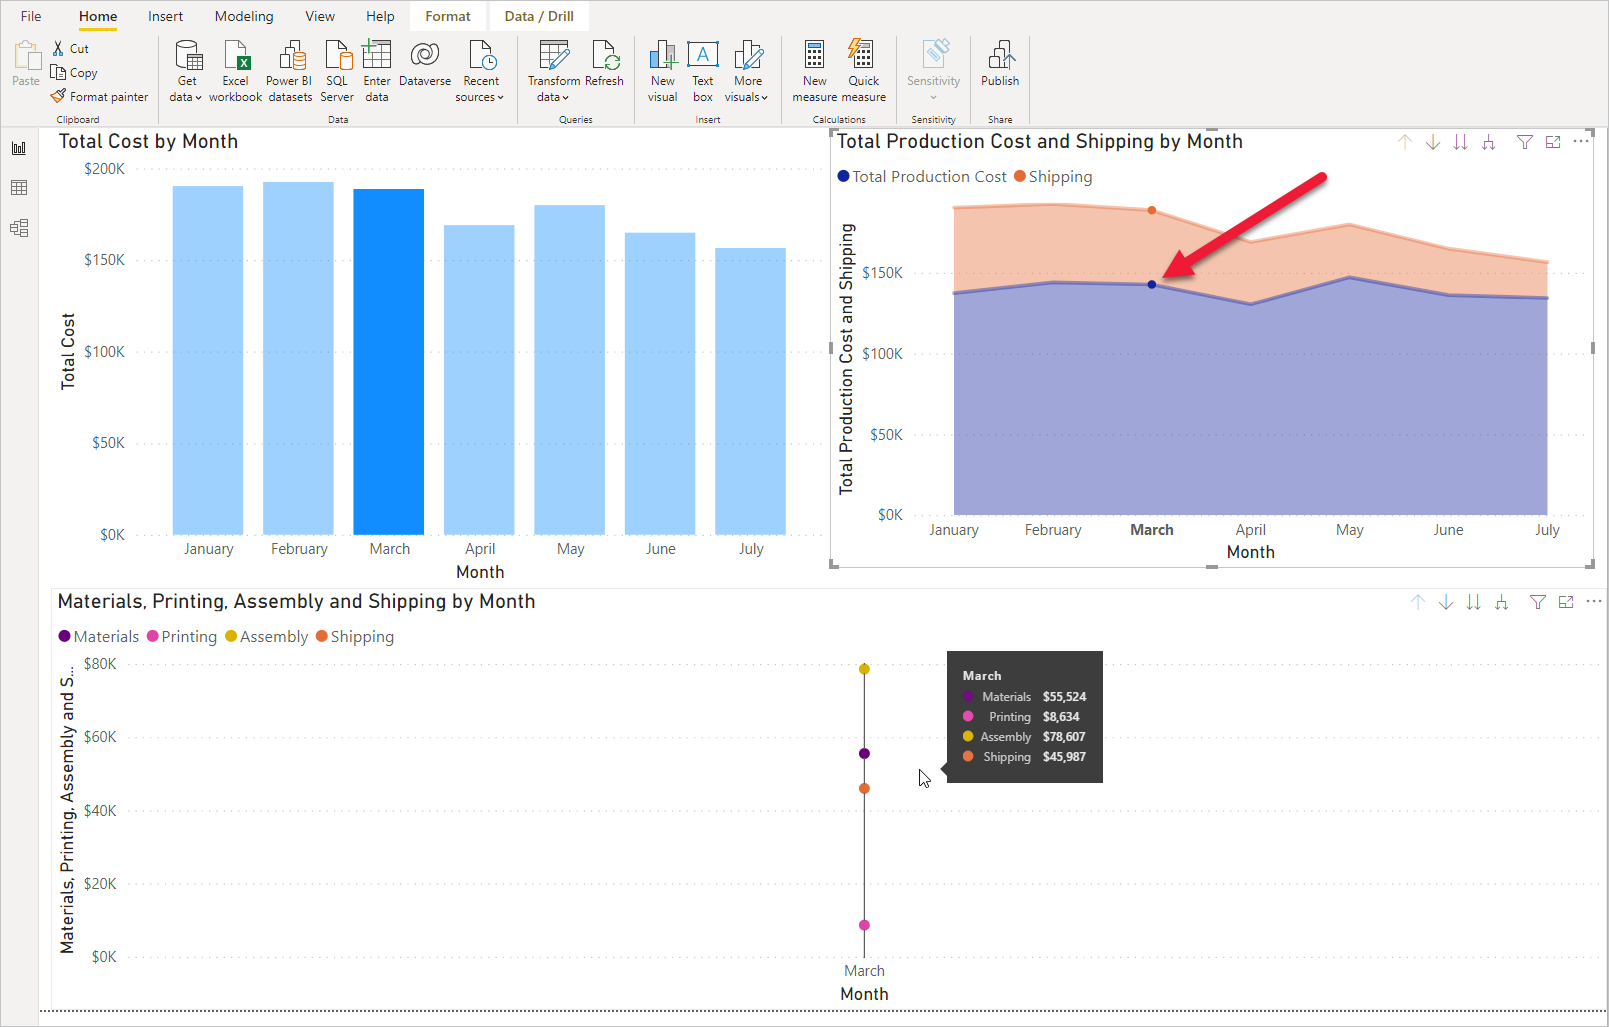 File Home Insert Modeling View Help Format Data / Drill
Paste
Cut
Copy
Format painter
Get data
Excel workbook
Power BI datasets
SQL Server
Enter data
Dataverse
Recent sources
Transform data
Refresh
New visual
Text box
More visuals
New measure
Quick measure
Sensitivity
Publish
Clipboard Data Queries Insert Calculations Sensitivity Share
Total Cost by Month
$200K
$150K
$100K
$50K
$0K
Total Cost
January February March April May June July
Month
Total Production Cost and Shipping by Month
Total Production Cost Shipping
$150K
$100K
$50K
$0K
Total Production Cost and Shipping
January February March April May June July
Month
Materials, Printing, Assembly and Shipping by Month
Materials Printing Assembly Shipping
$80K
$60K
$40K
$20K
$0K
Materials, Printing, Assembly and S...
March
Materials $55,524
Printing $8,634
Assembly $78,607
Shipping $45,987
March
Month